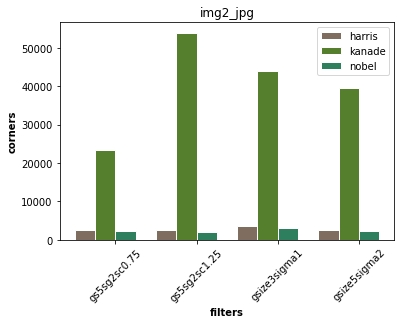 img2_jpg
harris
kanade
nobel
corners
50000
40000
30000
20000
10000
0
gs5sg2sc0.75
gs5sg2sc1.25
gsize3sigma1
gsize5sigma2
filters